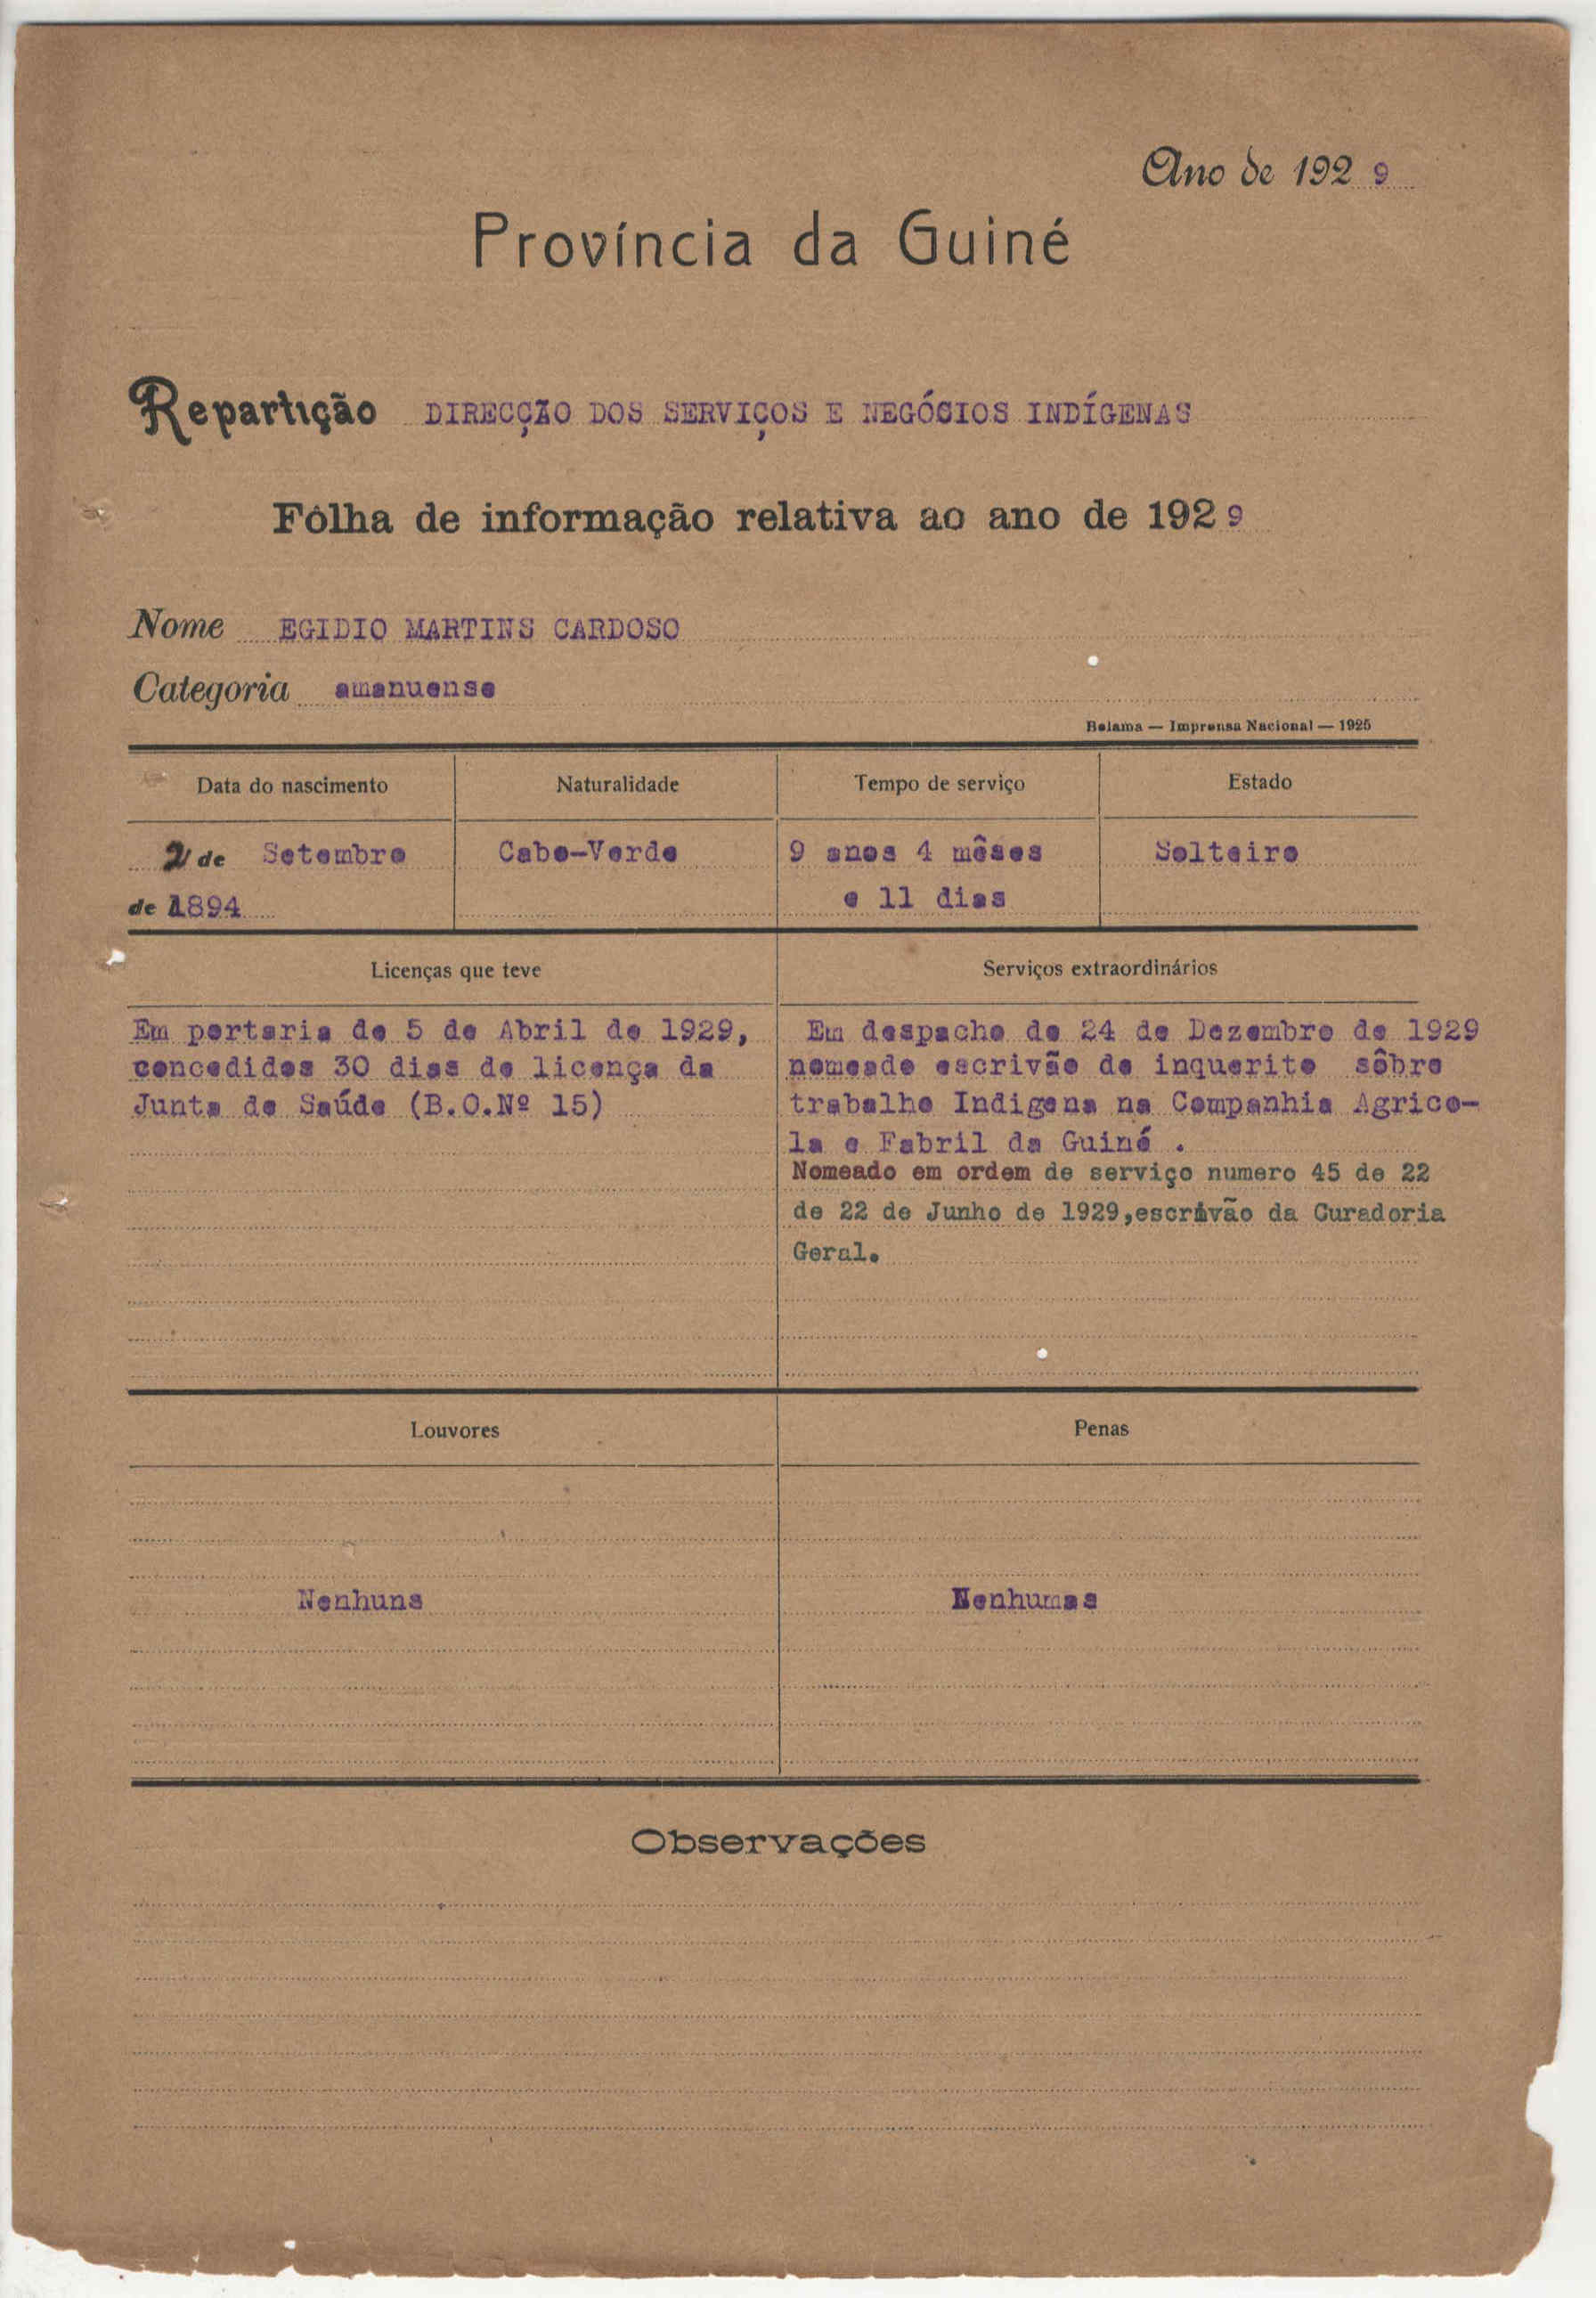 Ano de 1929
Província da Guiné
Repartição DIRECÇÃO DOS SERVIÇOS E NEGÓCIOS INDÍGENAS
Fôlha de informação relativa ao ano de 1929
Nome EGIDIO MARTINS CARDOSO
Categoria amanuense
Bolama — Imprensa Nacional — 1925
Data do nascimento Naturalidade Tempo de serviço Estado
2 de Setembro Cabo-Verde 9 anos 4 mêses Solteiro
de 1894 e 11 dias
Licenças que teve
Em portaria de 5 de Abril de 1929,
concedidos 30 dias de licença da
Junta de Saúde (B.O.Nº 15)
Serviços extraordinários
Em despacho de 24 de Dezembro de 1929
nomeado escrivão de inquerito sôbre
trabalho Indigena na Companhia Agrico-
la e Fabril da Guiné .
Nomeado em ordem de serviço numero 45 de 22
de 22 de Junho de 1929,escrivão da Curadoria
Geral.
Louvores Penas
Nenhuns Nenhumas
Observações